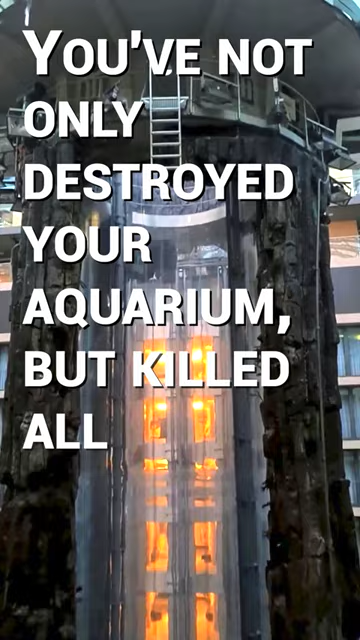 You've not
only
destroyed
your
aquarium,
but killed
all